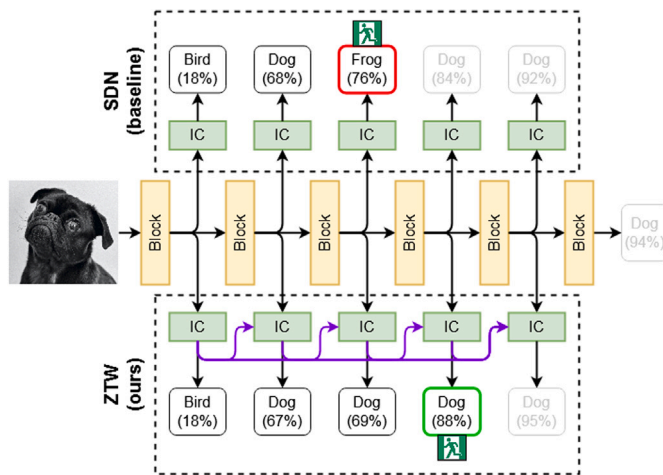 SDN
(baseline)
Bird
(18%)
Dog
(68%)
Frog
(76%)
Dog
(84%)
Dog
(92%)
IC
IC
IC
IC
IC
Block
Block
Block
Block
Block
Block
Dog
(94%)
ZTW
(ours)
IC
IC
IC
IC
IC
Bird
(18%)
Dog
(67%)
Dog
(69%)
Dog
(88%)
Dog
(95%)